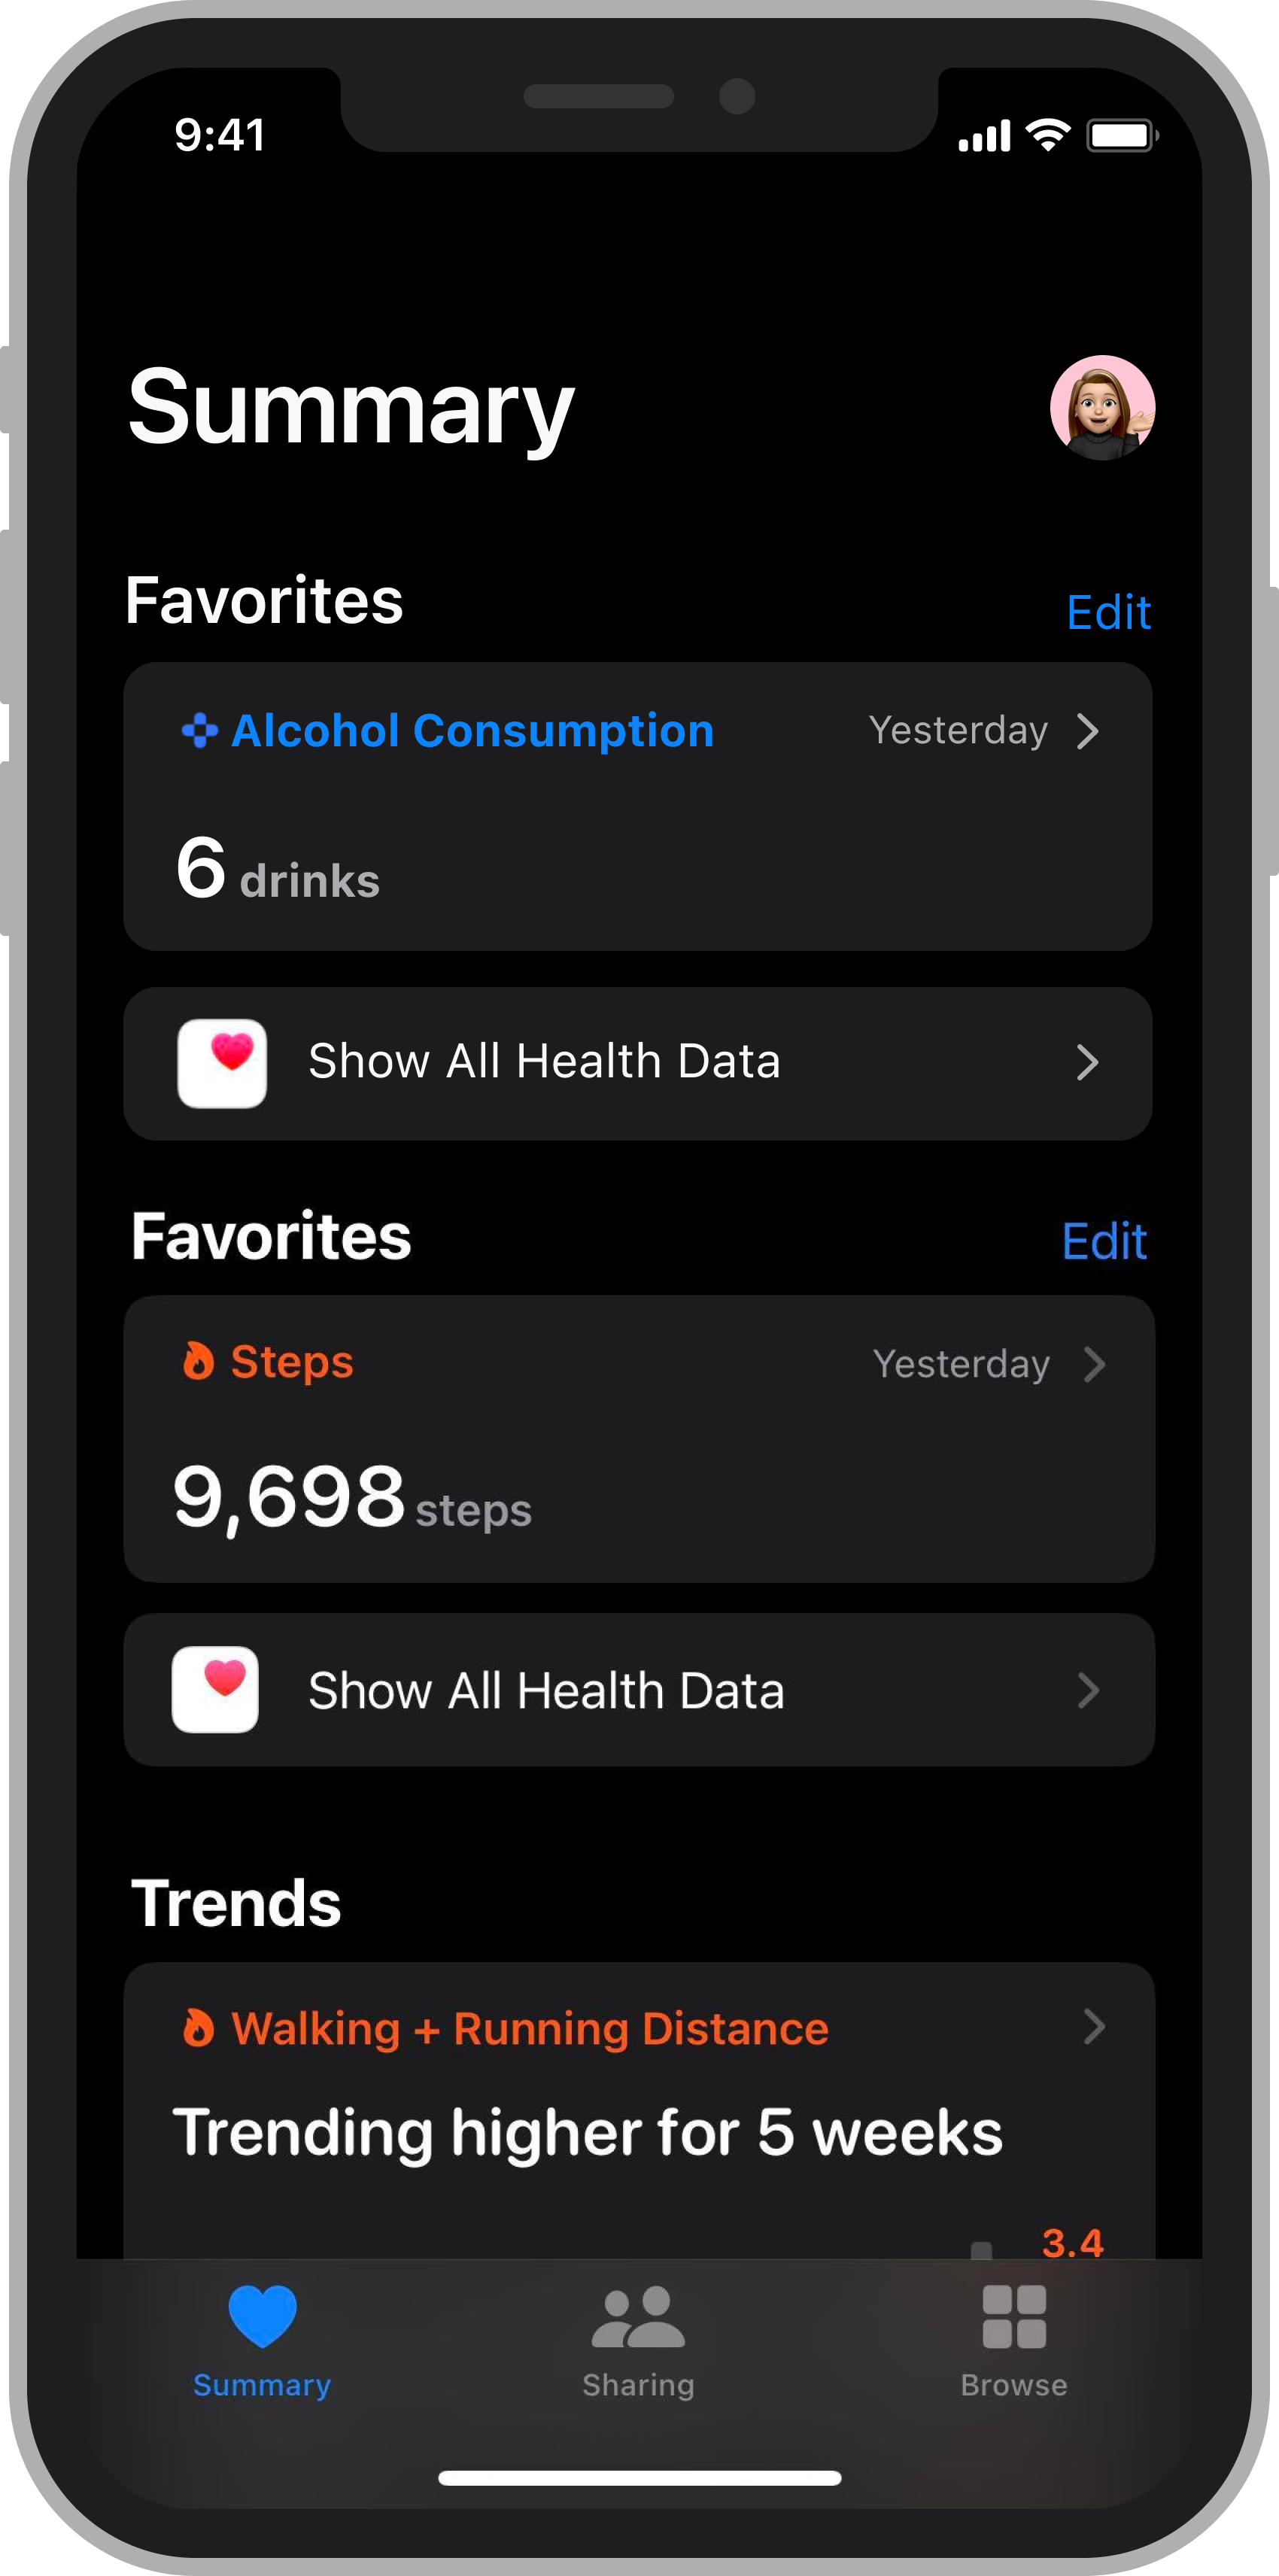 9:41
Summary
Favorites
Edit
Alcohol Consumption
Yesterday
6 drinks
Show All Health Data
Favorites
Edit
Steps
Yesterday
9,698 steps
Show All Health Data
Trends
Walking + Running Distance
Trending higher for 5 weeks
3.4
Summary
Sharing
Browse